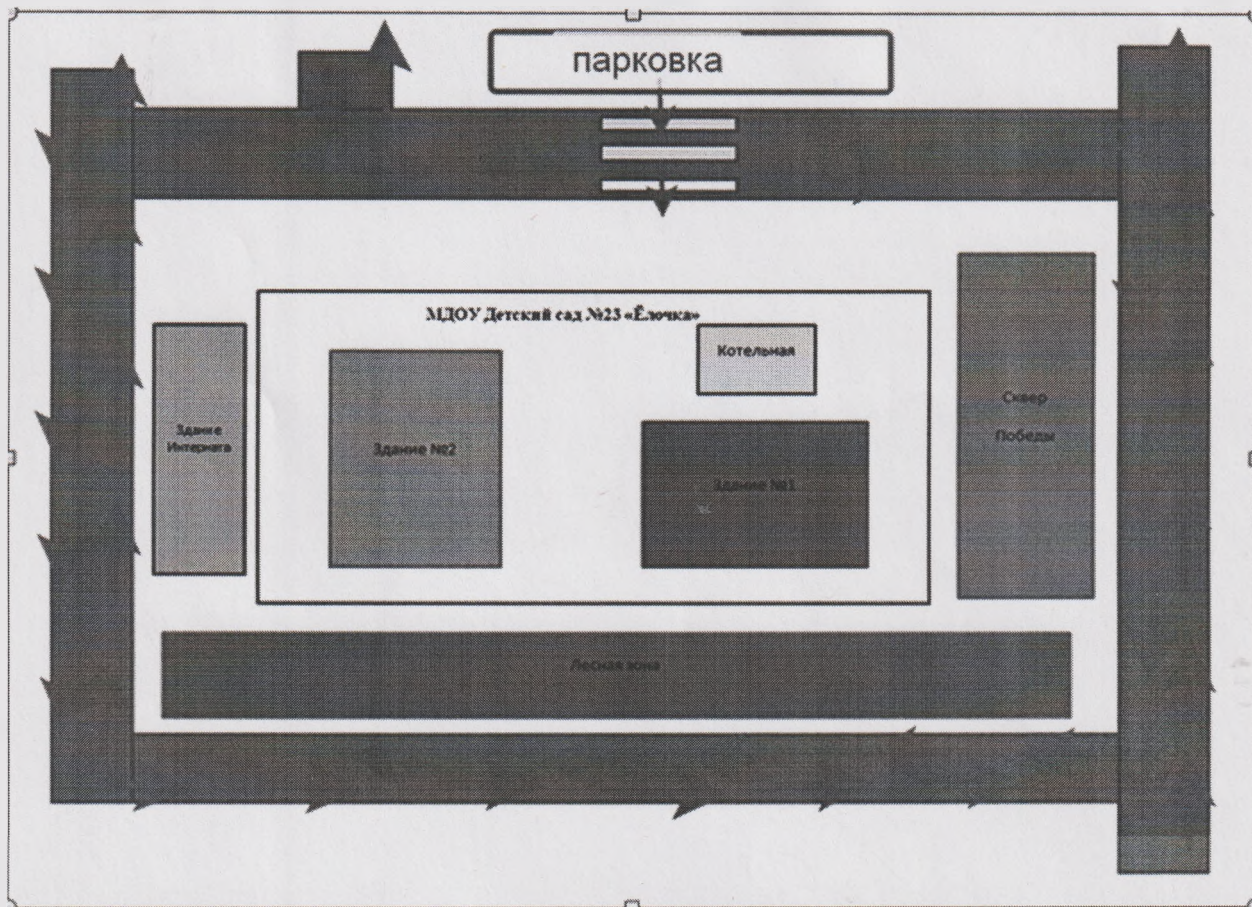 парковка
МДОУ Детский сад №23 «Ёлочка»
Котельная
Здание
Интерната
Здание №2
Здание №1
Сквер
Победы
Лесная зона